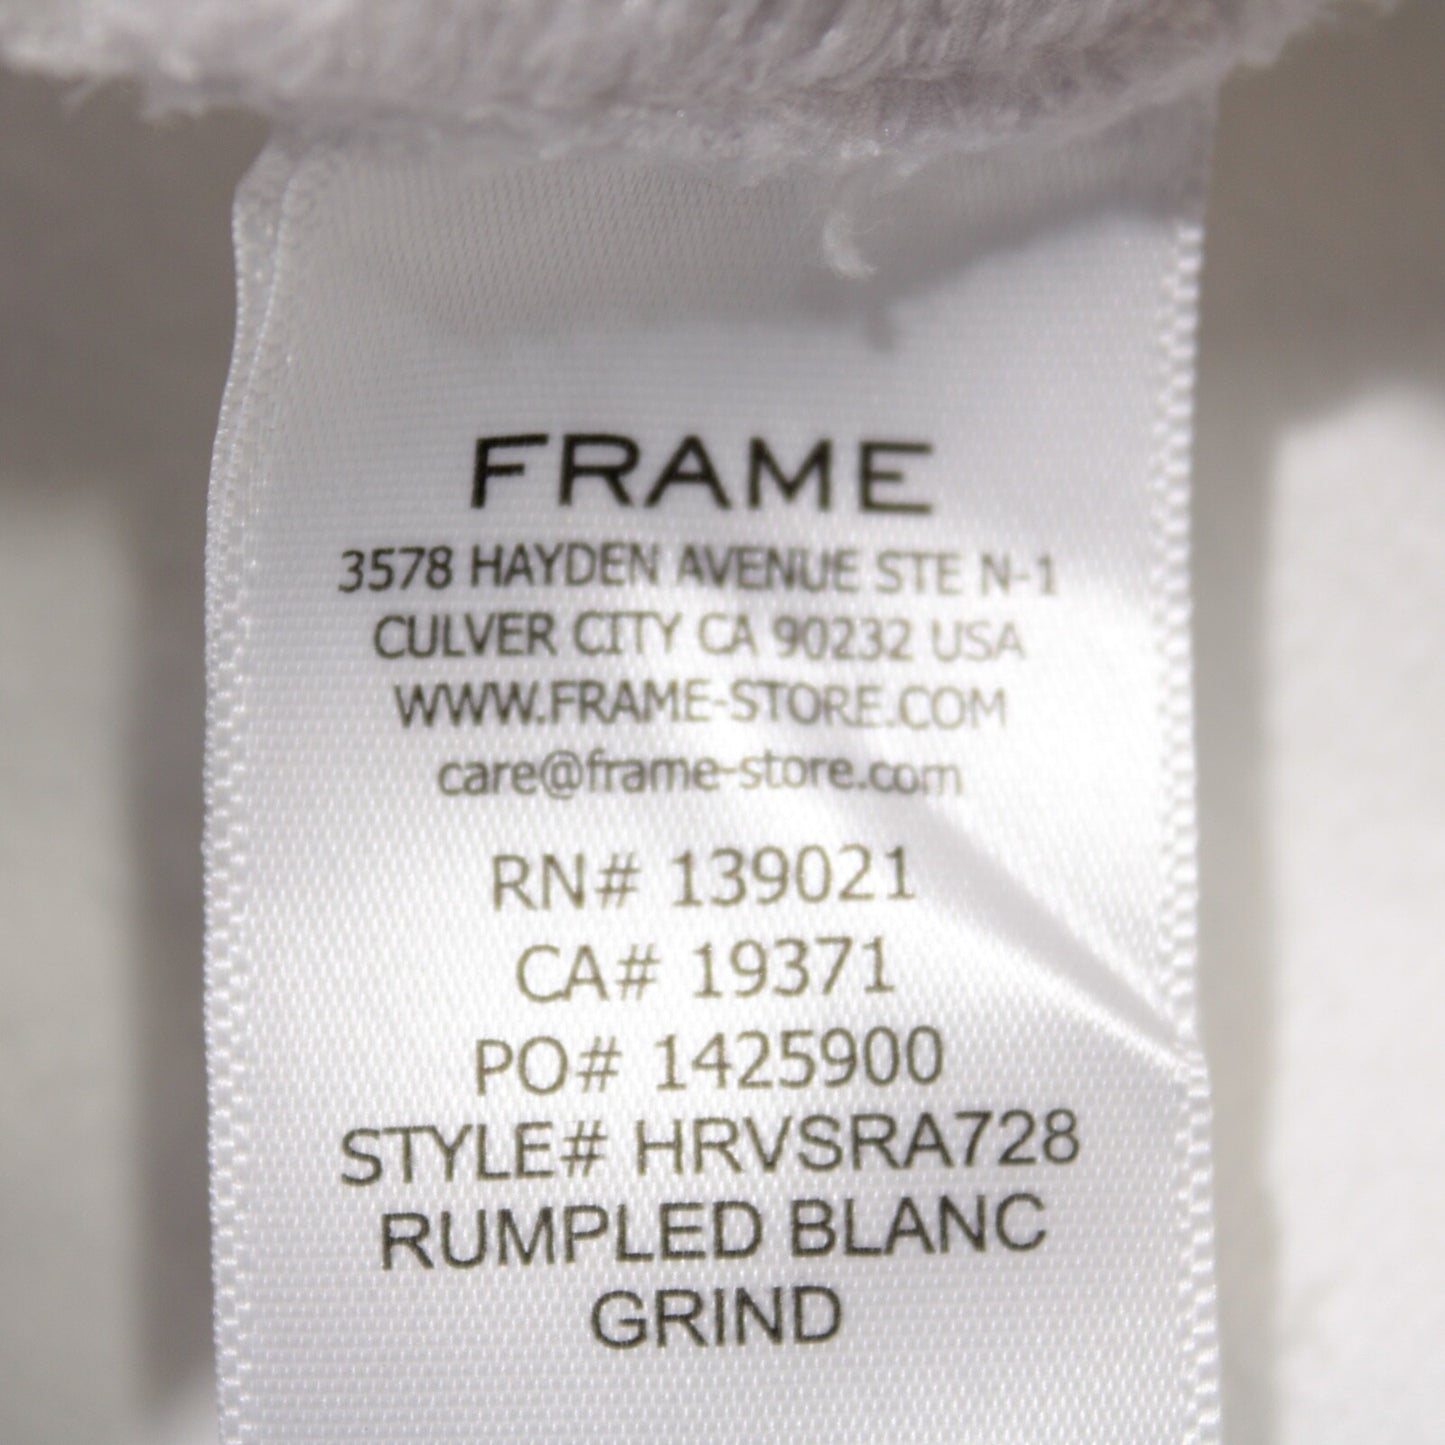 FRAME
3578 HAYDEN AVENUE STE N-1
CULVER CITY CA 90232 USA
WWW.FRAME-STORE.COM
care@frame-store.com
RN# 139021
CA# 19371
PO# 1425900
STYLE# HRVSRA728
RUMPLED BLANC
GRIND